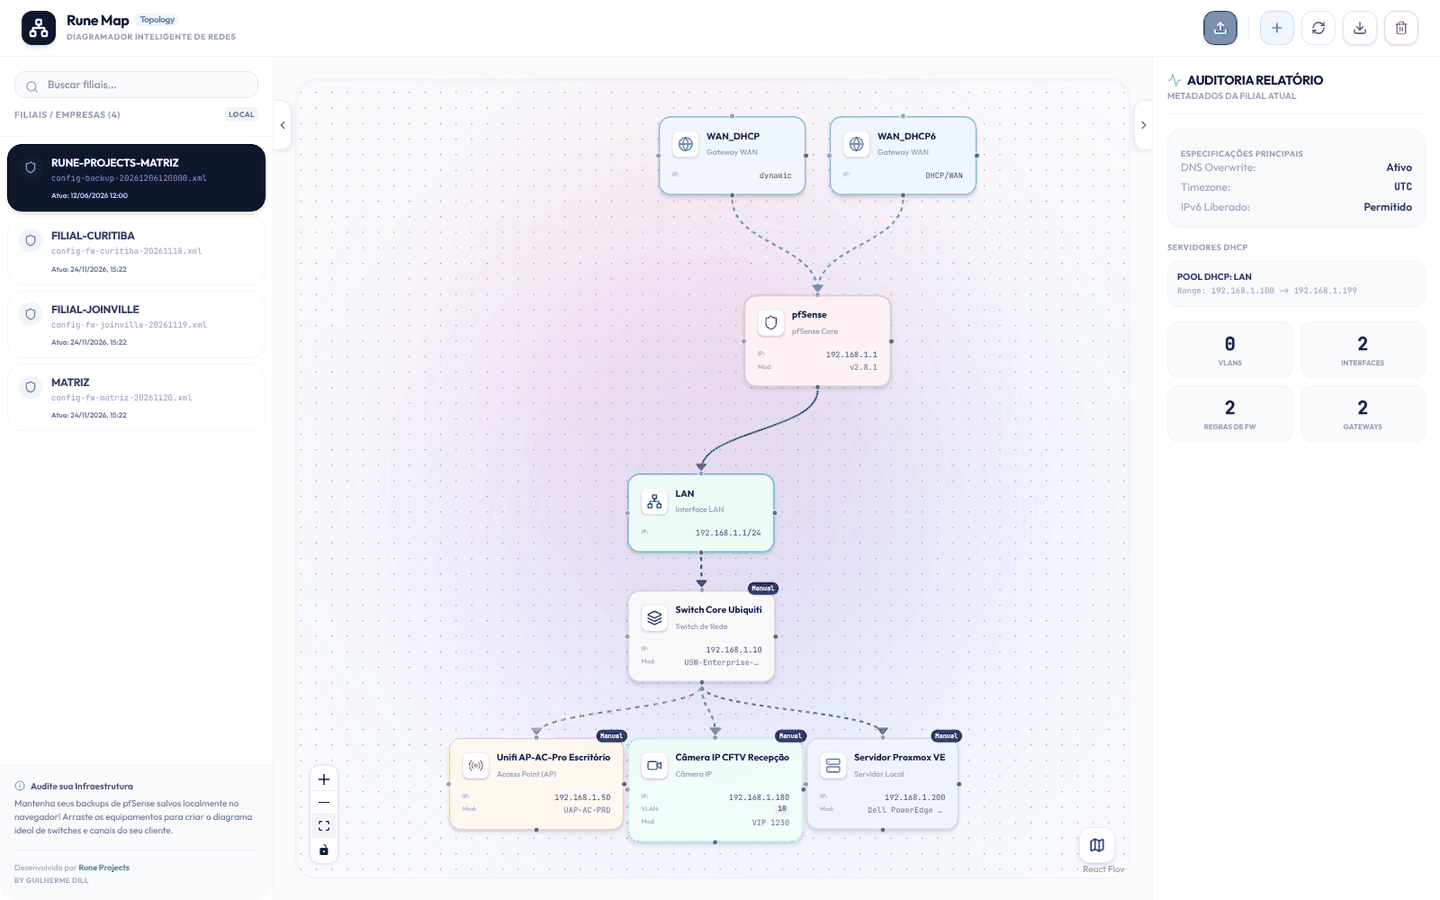 Rune Map Topology
DIAGRAMADOR INTELIGENTE DE REDES
Buscar filiais...
FILIAIS / EMPRESAS (4) LOCAL
RUNE-PROJECTS-MATRIZ
config-backup-20261206120000.xml
Atua: 12/06/2026 12:00
FILIAL-CURITIBA
config-fw-curitiba-20261118.xml
Atua: 24/11/2026, 15:22
FILIAL-JOINVILLE
config-fw-joinville-20261119.xml
Atua: 24/11/2026, 15:22
MATRIZ
config-fw-matriz-20261120.xml
Atua: 24/11/2026, 15:22
Audite sua Infraestrutura
Mantenha seus backups de pfSense salvos localmente no
navegador! Arraste os equipamentos para criar o diagrama
ideal de switches e canais do seu cliente.
Desenvolvido por Rune Projects
BY GUILHERME DILL
WAN_DHCP
Gateway WAN
IP: dynamic
WAN_DHCP6
Gateway WAN
IP: DHCP/WAN
pfSense
pfSense Core
IP: 192.168.1.1
Mod: v2.8.1
LAN
Interface LAN
IP: 192.168.1.1/24
Manual
Switch Core Ubiquiti
Switch de Rede
IP: 192.168.1.10
Mod: USW-Enterprise-…
Manual
Unifi AP-AC-Pro Escritório
Access Point (AP)
IP: 192.168.1.50
Mod: UAP-AC-PRO
Manual
Câmera IP CFTV Recepção
Câmera IP
IP: 192.168.1.180
VLAN: 10
Mod: VIP 1230
Manual
Servidor Proxmox VE
Servidor Local
IP: 192.168.1.200
Mod: Dell PowerEdge …
React Flow
AUDITORIA RELATÓRIO
METADADOS DA FILIAL ATUAL
ESPECIFICAÇÕES PRINCIPAIS
DNS Overwrite: Ativo
Timezone: UTC
IPv6 Liberado: Permitido
SERVIDORES DHCP
POOL DHCP: LAN
Range: 192.168.1.100 → 192.168.1.199
0
VLANS
2
INTERFACES
2
REGRAS DE FW
2
GATEWAYS